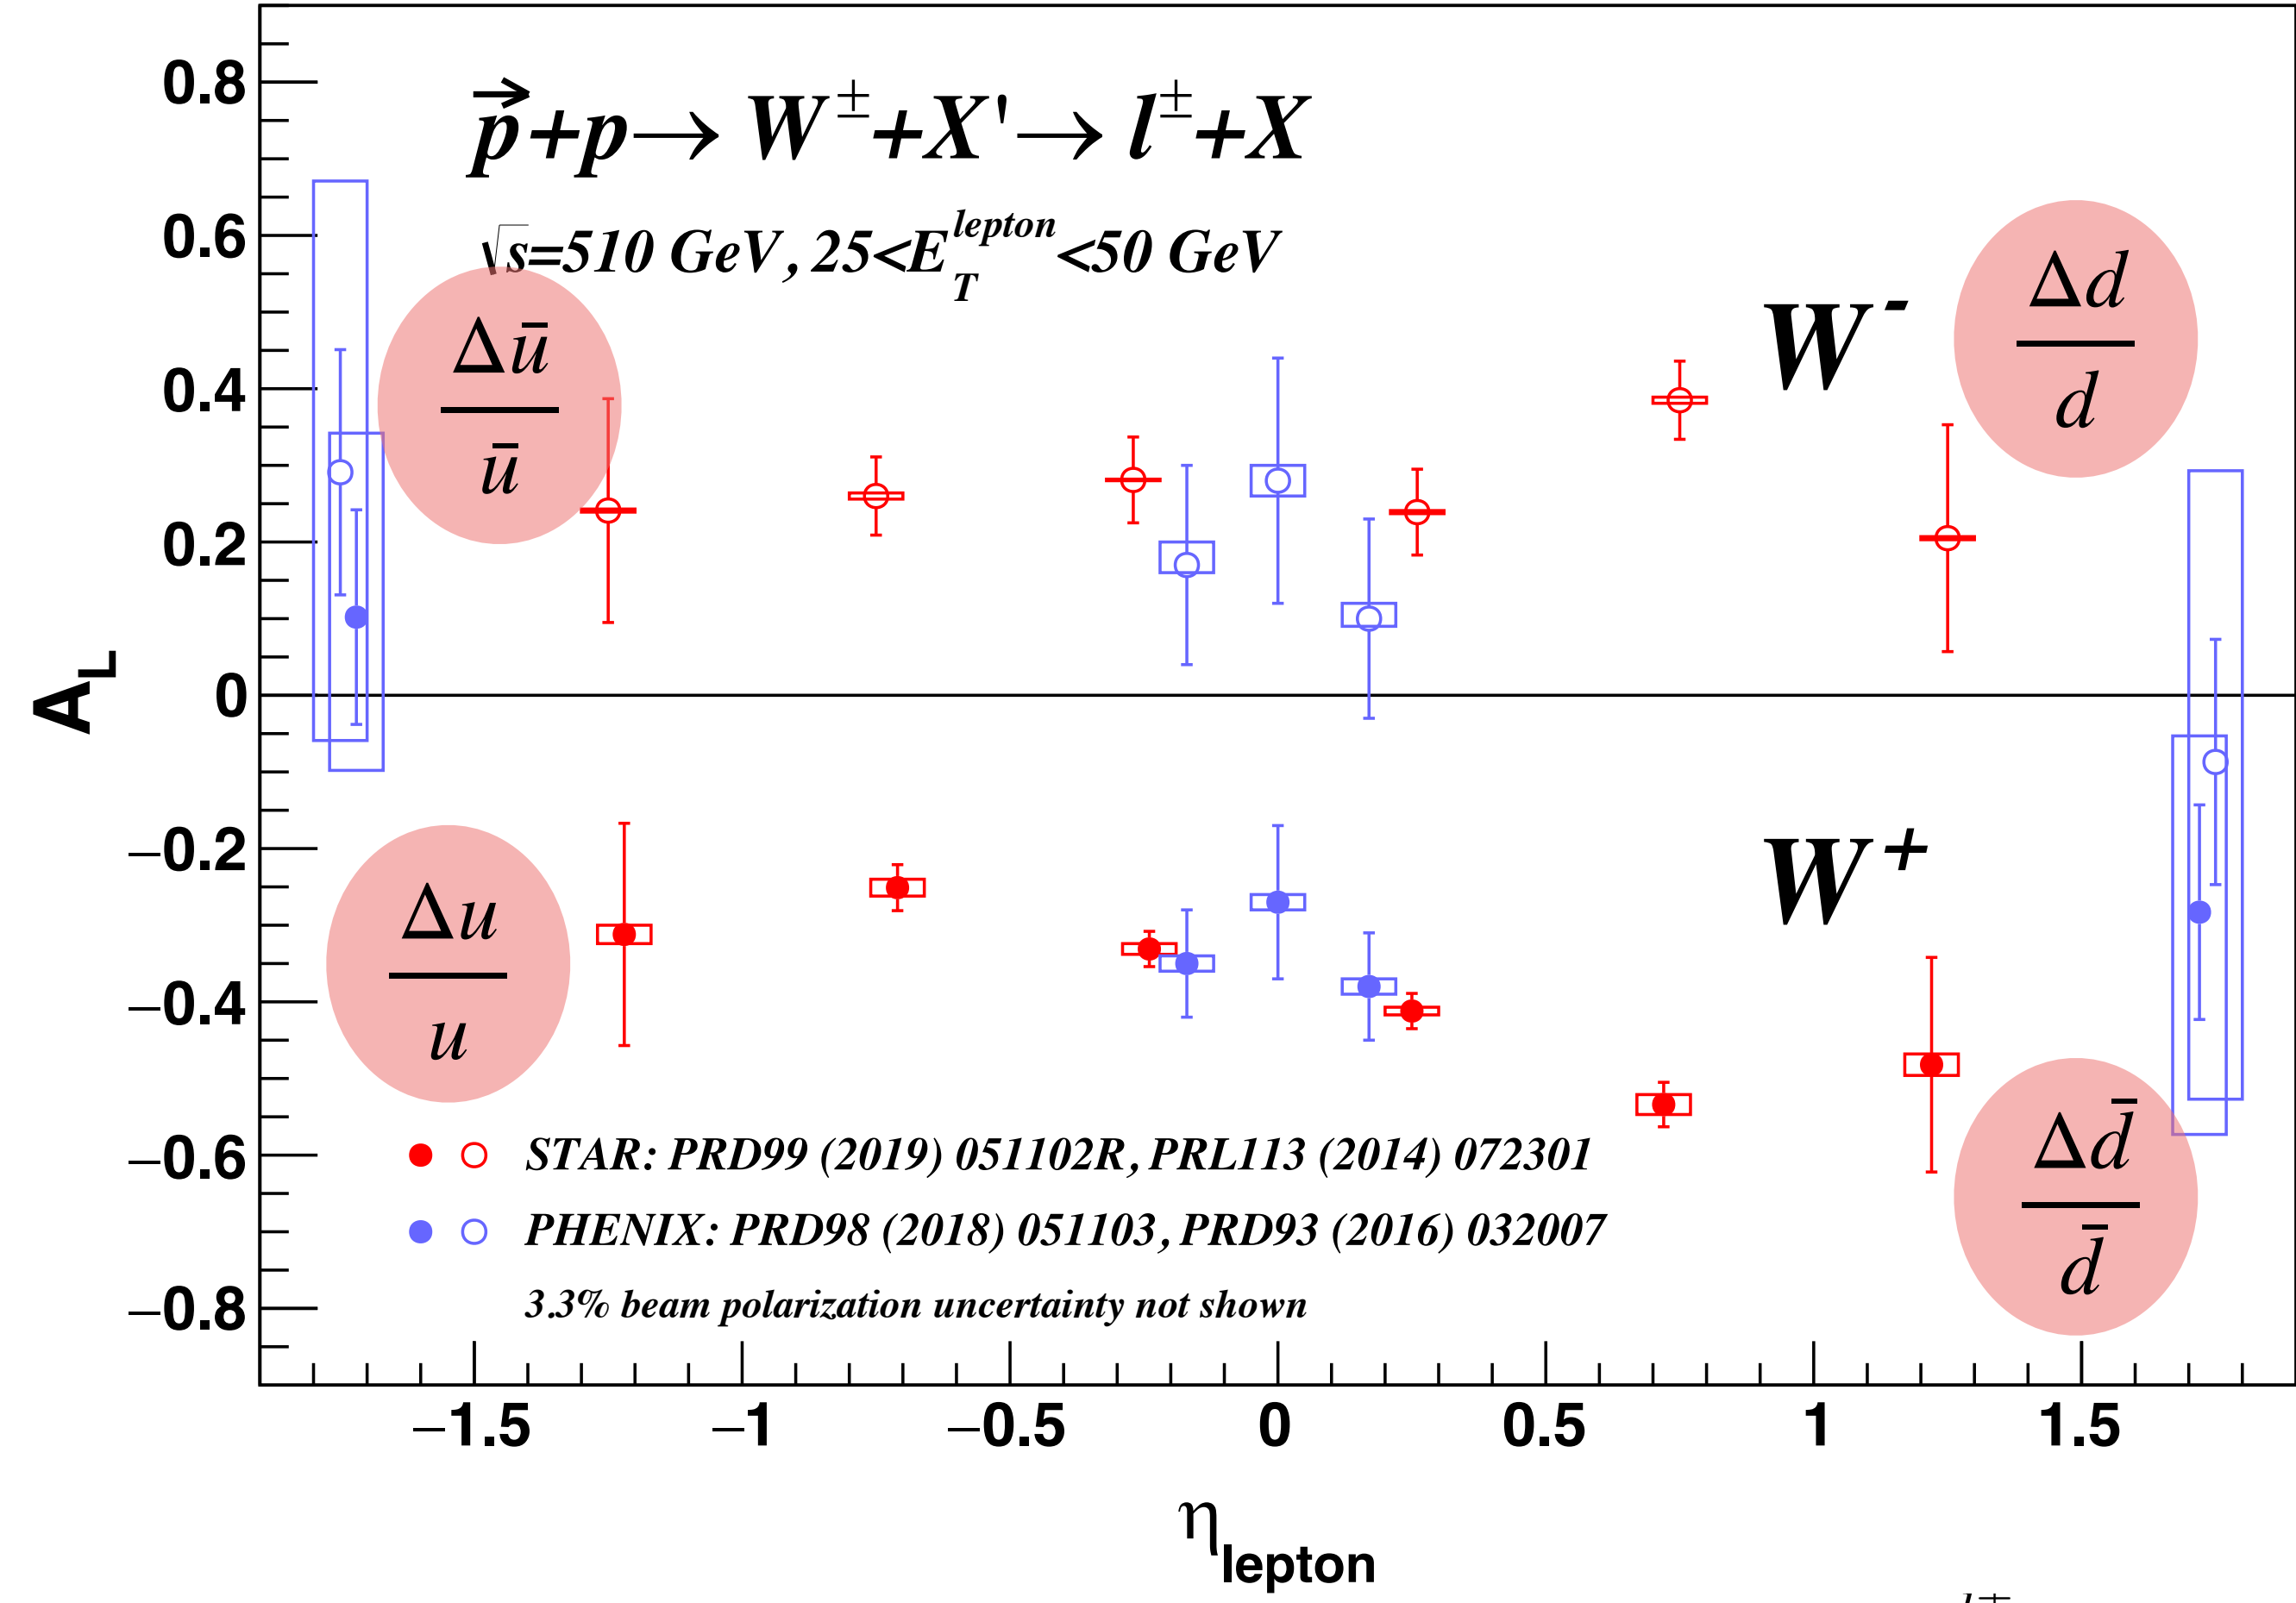 p⃗+p→ W±+X'→ l±+X
√s=510 GeV, 25<E_T^lepton<50 GeV
W- Δd/d
Δū/ū
W+
Δu/u
Δd̄/d̄
STAR: PRD99 (2019) 051102R, PRL113 (2014) 072301
PHENIX: PRD98 (2018) 051103, PRD93 (2016) 032007
3.3% beam polarization uncertainty not shown
A_L
0.8
0.6
0.4
0.2
0
−0.2
−0.4
−0.6
−0.8
−1.5 −1 −0.5 0 0.5 1 1.5
η_lepton